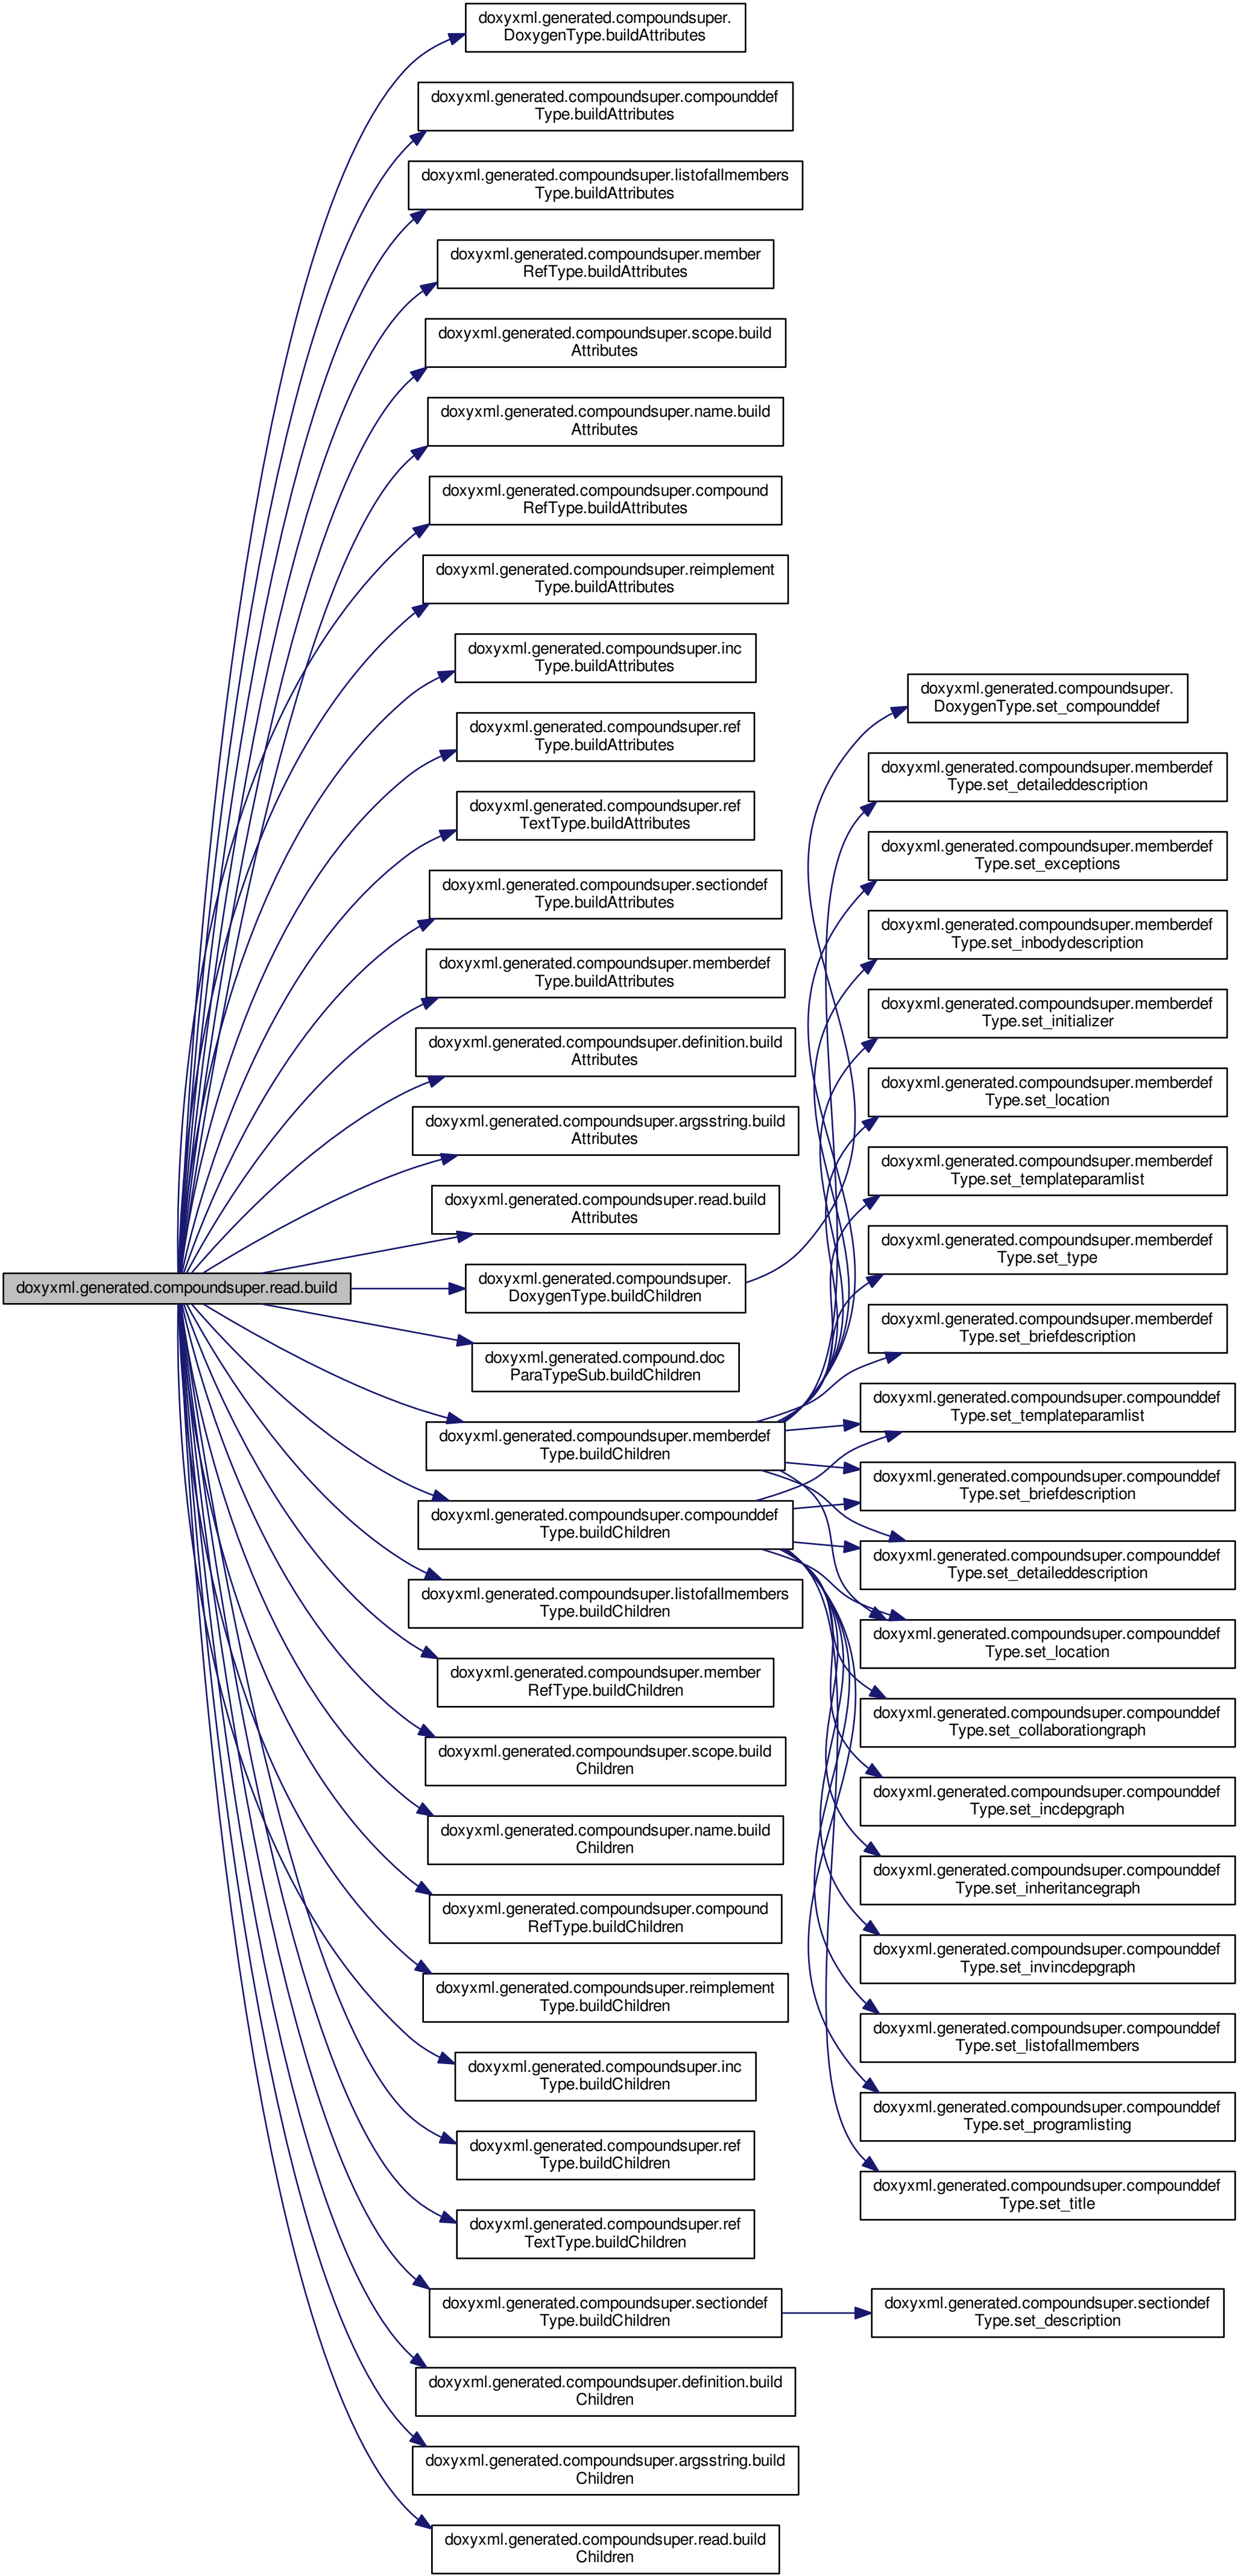 doxyxml.generated.compoundsuper.read.build
doxyxml.generated.compoundsuper.
DoxygenType.buildAttributes
doxyxml.generated.compoundsuper.compounddef
Type.buildAttributes
doxyxml.generated.compoundsuper.listofallmembers
Type.buildAttributes
doxyxml.generated.compoundsuper.member
RefType.buildAttributes
doxyxml.generated.compoundsuper.scope.build
Attributes
doxyxml.generated.compoundsuper.name.build
Attributes
doxyxml.generated.compoundsuper.compound
RefType.buildAttributes
doxyxml.generated.compoundsuper.reimplement
Type.buildAttributes
doxyxml.generated.compoundsuper.inc
Type.buildAttributes
doxyxml.generated.compoundsuper.ref
Type.buildAttributes
doxyxml.generated.compoundsuper.ref
TextType.buildAttributes
doxyxml.generated.compoundsuper.sectiondef
Type.buildAttributes
doxyxml.generated.compoundsuper.memberdef
Type.buildAttributes
doxyxml.generated.compoundsuper.definition.build
Attributes
doxyxml.generated.compoundsuper.argsstring.build
Attributes
doxyxml.generated.compoundsuper.read.build
Attributes
doxyxml.generated.compoundsuper.
DoxygenType.buildChildren
doxyxml.generated.compound.doc
ParaTypeSub.buildChildren
doxyxml.generated.compoundsuper.memberdef
Type.buildChildren
doxyxml.generated.compoundsuper.compounddef
Type.buildChildren
doxyxml.generated.compoundsuper.listofallmembers
Type.buildChildren
doxyxml.generated.compoundsuper.member
RefType.buildChildren
doxyxml.generated.compoundsuper.scope.build
Children
doxyxml.generated.compoundsuper.name.build
Children
doxyxml.generated.compoundsuper.compound
RefType.buildChildren
doxyxml.generated.compoundsuper.reimplement
Type.buildChildren
doxyxml.generated.compoundsuper.inc
Type.buildChildren
doxyxml.generated.compoundsuper.ref
Type.buildChildren
doxyxml.generated.compoundsuper.ref
TextType.buildChildren
doxyxml.generated.compoundsuper.sectiondef
Type.buildChildren
doxyxml.generated.compoundsuper.definition.build
Children
doxyxml.generated.compoundsuper.argsstring.build
Children
doxyxml.generated.compoundsuper.read.build
Children
doxyxml.generated.compoundsuper.
DoxygenType.set_compounddef
doxyxml.generated.compoundsuper.memberdef
Type.set_detaileddescription
doxyxml.generated.compoundsuper.memberdef
Type.set_exceptions
doxyxml.generated.compoundsuper.memberdef
Type.set_inbodydescription
doxyxml.generated.compoundsuper.memberdef
Type.set_initializer
doxyxml.generated.compoundsuper.memberdef
Type.set_location
doxyxml.generated.compoundsuper.memberdef
Type.set_templateparamlist
doxyxml.generated.compoundsuper.memberdef
Type.set_type
doxyxml.generated.compoundsuper.memberdef
Type.set_briefdescription
doxyxml.generated.compoundsuper.compounddef
Type.set_templateparamlist
doxyxml.generated.compoundsuper.compounddef
Type.set_briefdescription
doxyxml.generated.compoundsuper.compounddef
Type.set_detaileddescription
doxyxml.generated.compoundsuper.compounddef
Type.set_location
doxyxml.generated.compoundsuper.compounddef
Type.set_collaborationgraph
doxyxml.generated.compoundsuper.compounddef
Type.set_incdepgraph
doxyxml.generated.compoundsuper.compounddef
Type.set_inheritancegraph
doxyxml.generated.compoundsuper.compounddef
Type.set_invincdepgraph
doxyxml.generated.compoundsuper.compounddef
Type.set_listofallmembers
doxyxml.generated.compoundsuper.compounddef
Type.set_programlisting
doxyxml.generated.compoundsuper.compounddef
Type.set_title
doxyxml.generated.compoundsuper.sectiondef
Type.set_description